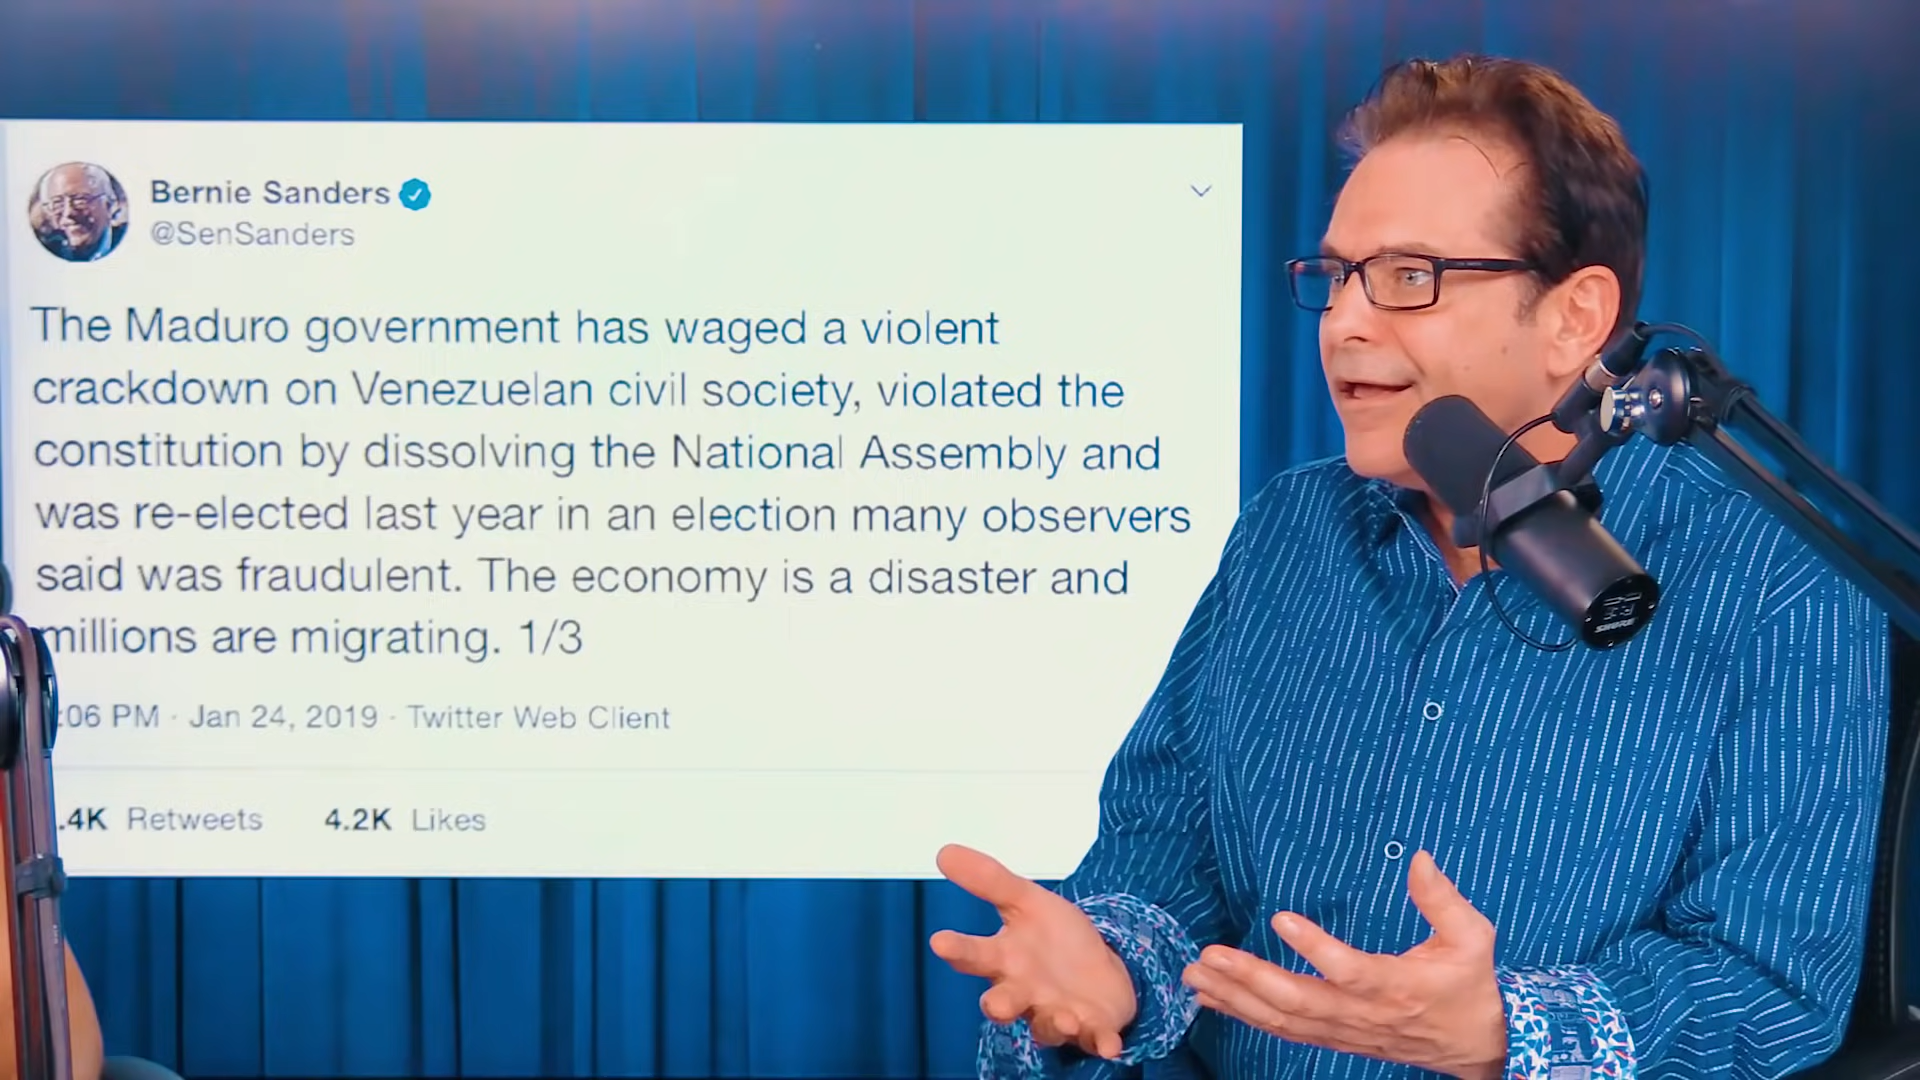 Bernie Sanders
@SenSanders
The Maduro government has waged a violent
crackdown on Venezuelan civil society, violated the
constitution by dissolving the National Assembly and
was re-elected last year in an election many observers
said was fraudulent. The economy is a disaster and
millions are migrating. 1/3
:06 PM · Jan 24, 2019 · Twitter Web Client
.4K Retweets 4.2K Likes
SHURE